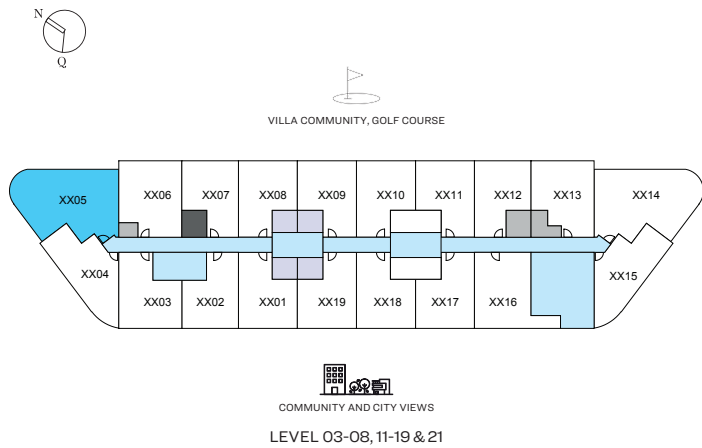 N
Q
VILLA COMMUNITY, GOLF COURSE
XX05
XX06
XX07
XX08
XX09
XX10
XX11
XX12
XX13
XX14
XX04
XX03
XX02
XX01
XX19
XX18
XX17
XX16
XX15
COMMUNITY AND CITY VIEWS
LEVEL 03-08, 11-19 & 21